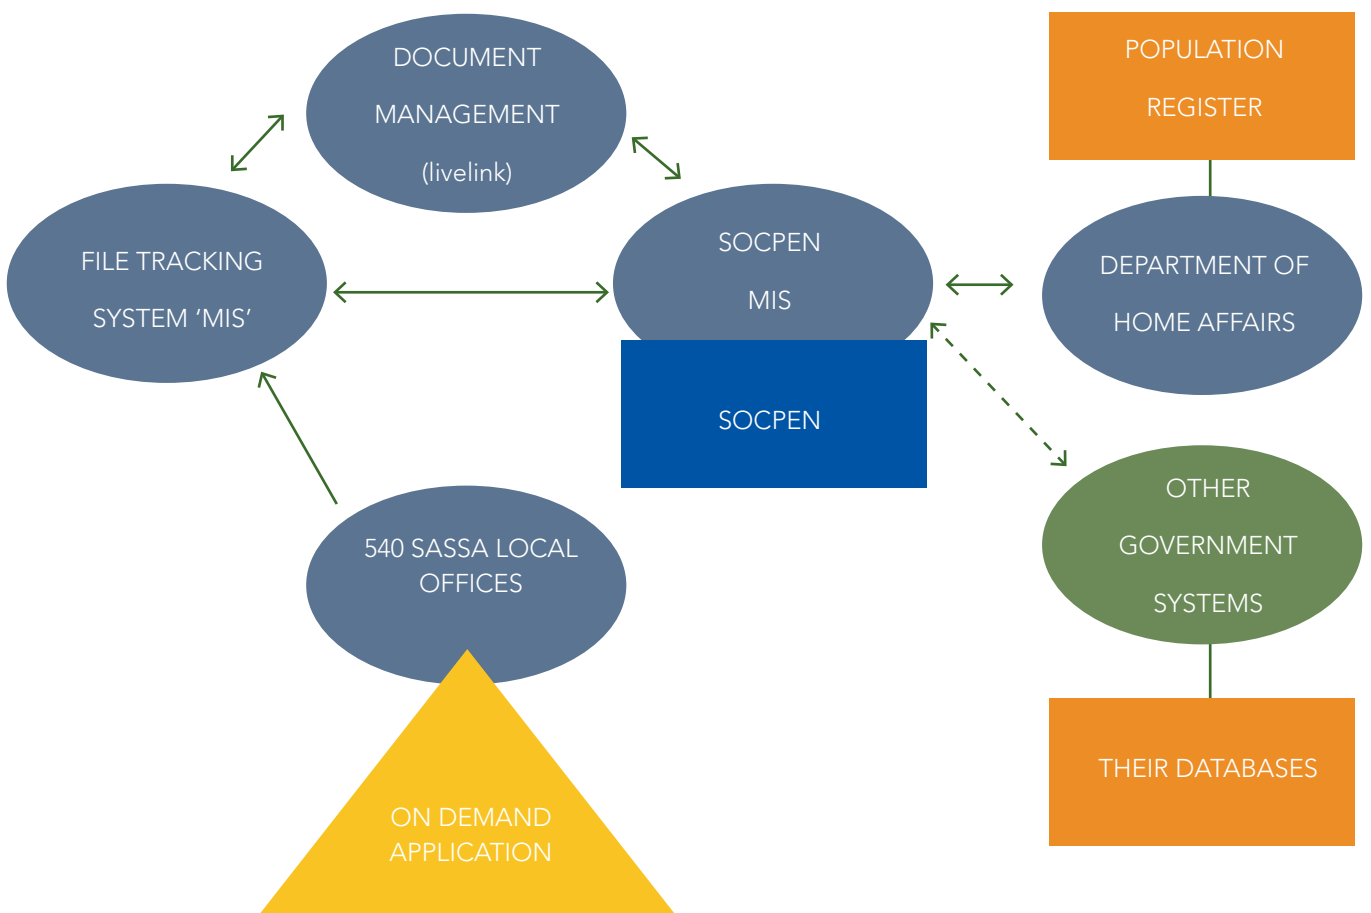 DOCUMENT
MANAGEMENT
(livelink)
POPULATION
REGISTER
FILE TRACKING
SYSTEM ‘MIS’
SOCPEN
MIS
DEPARTMENT OF
HOME AFFAIRS
SOCPEN
OTHER
GOVERNMENT
SYSTEMS
540 SASSA LOCAL
OFFICES
THEIR DATABASES
ON DEMAND
APPLICATION